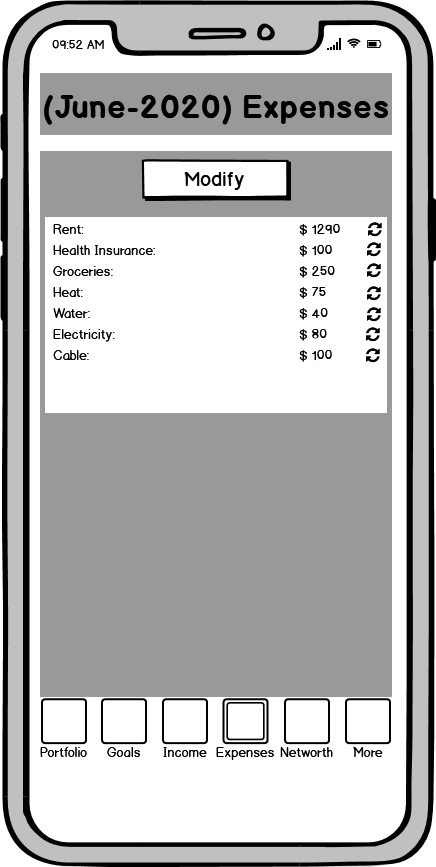 09:52 AM
(June-2020) Expenses
Modify
Rent: $ 1290
Health Insurance: $ 100
Groceries: $ 250
Heat: $ 75
Water: $ 40
Electricity: $ 80
Cable: $ 100
Portfolio Goals Income Expenses Networth More